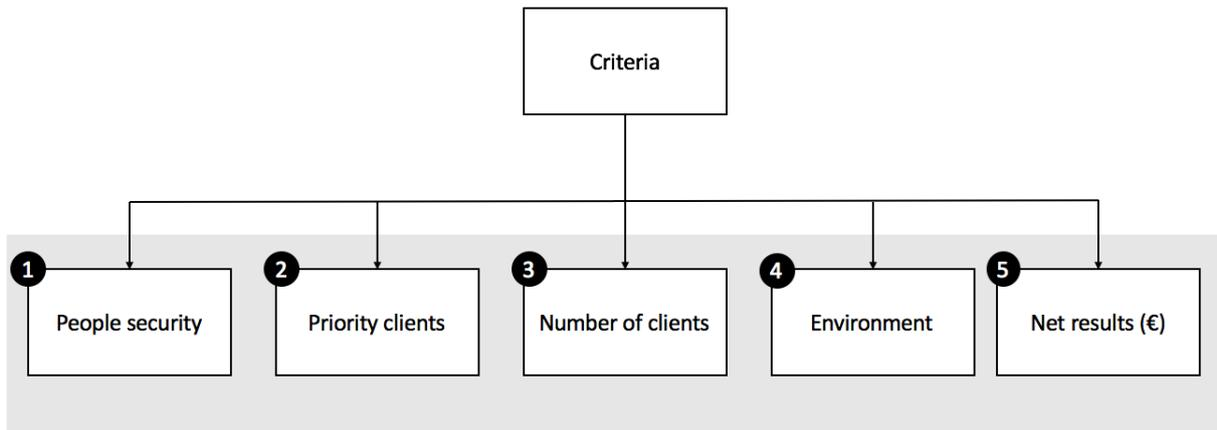 Criteria
1
People security
2
Priority clients
3
Number of clients
4
Environment
5
Net results (€)